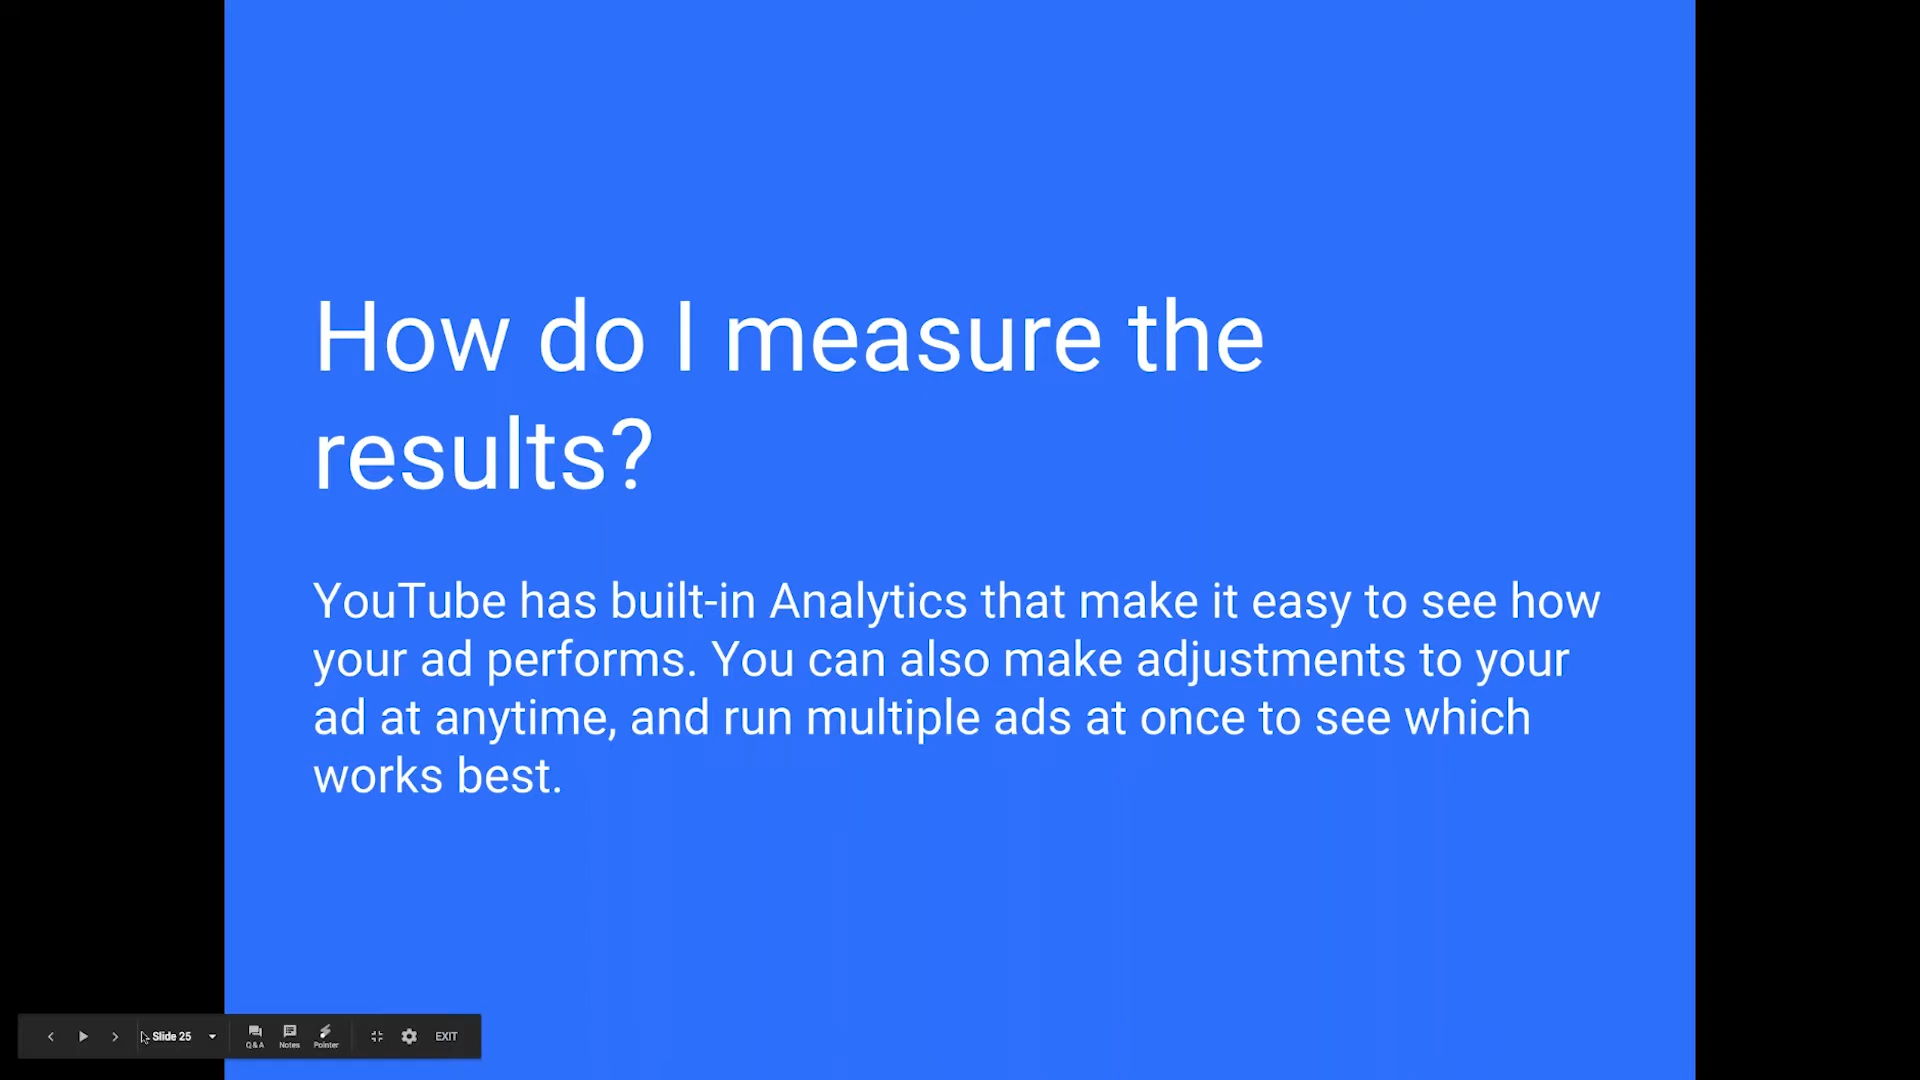 How do I measure the
results?
YouTube has built-in Analytics that make it easy to see how
your ad performs. You can also make adjustments to your
ad at anytime, and run multiple ads at once to see which
works best.
Slide 25
Q&A
Notes
Pointer
EXIT